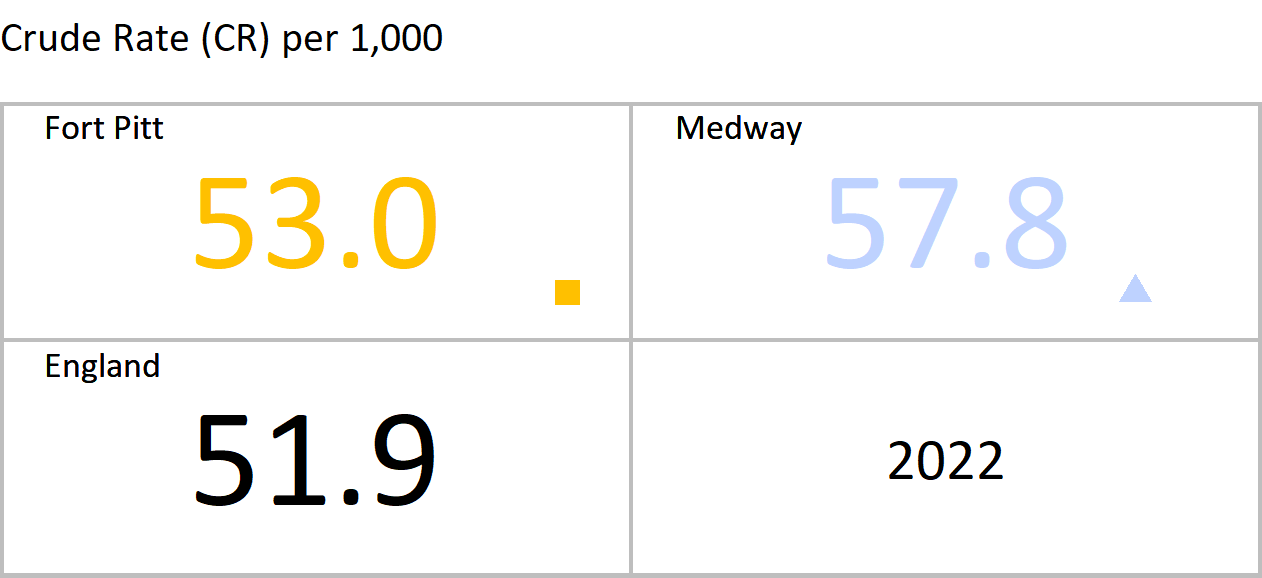 Crude Rate (CR) per 1,000
Fort Pitt
53.0
Medway
57.8
England
51.9
2022